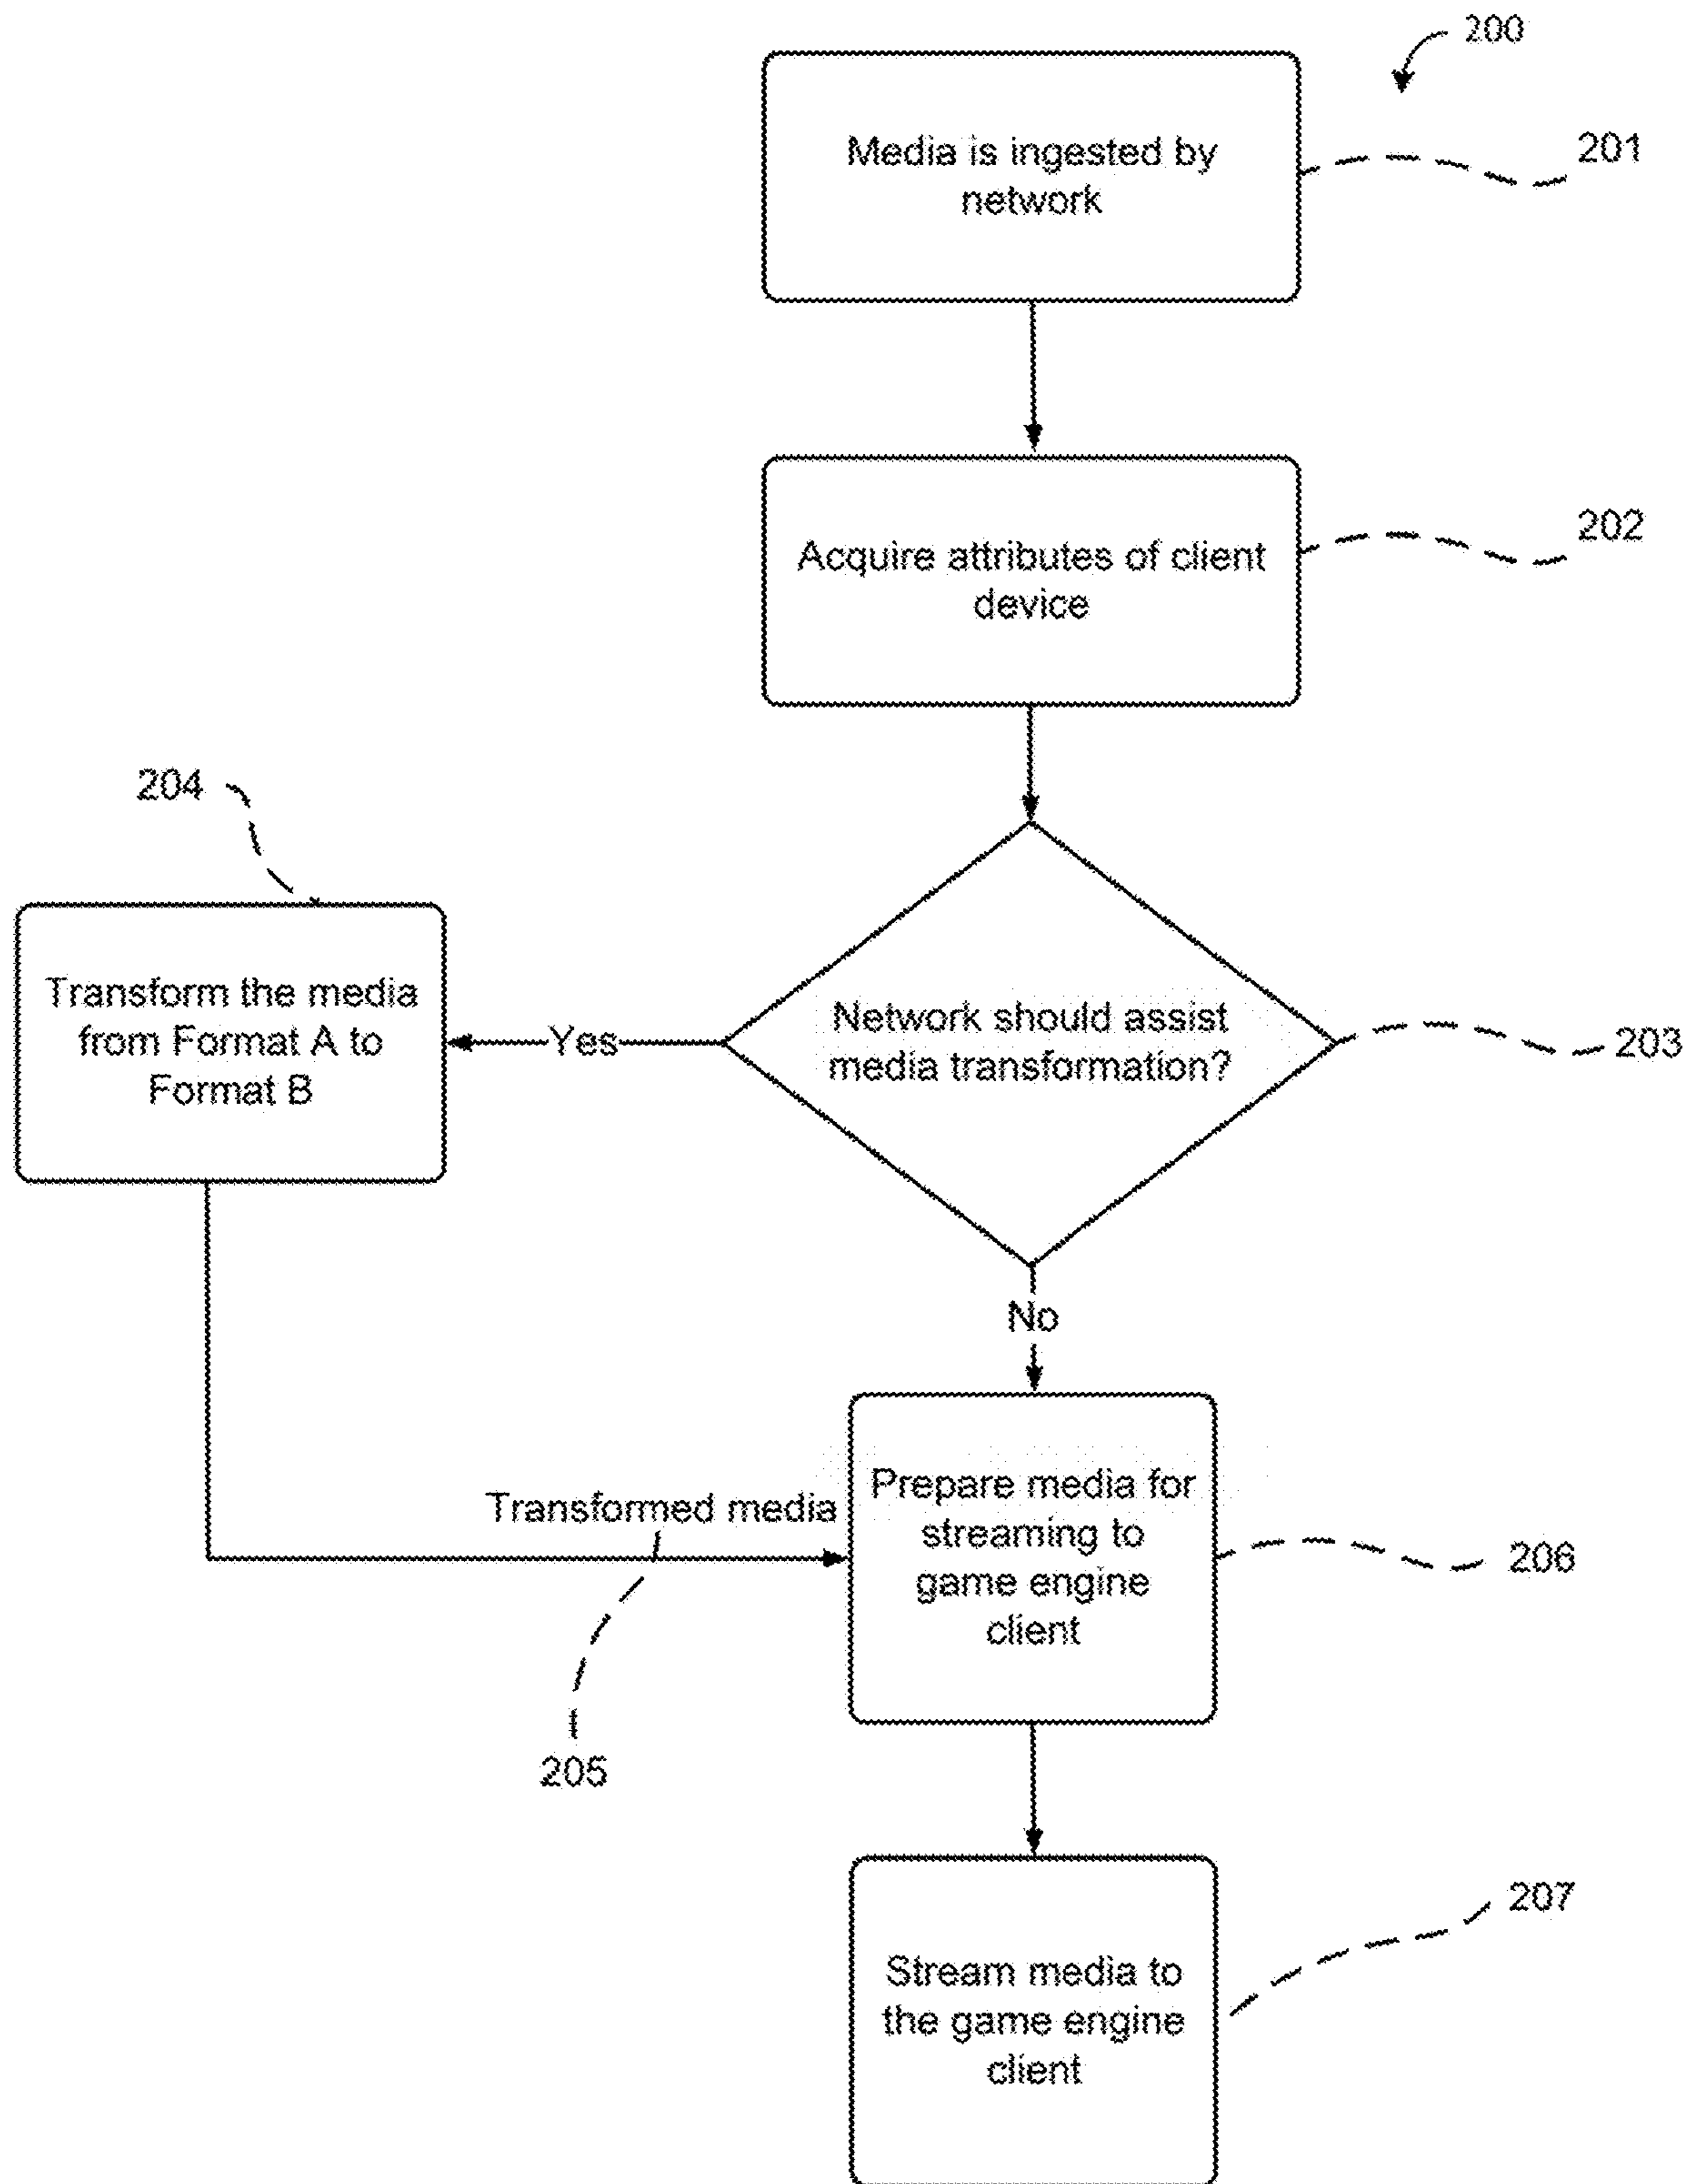 200
Media is ingested by
network
201
Acquire attributes of client
device
202
204
Transform the media
from Format A to
Format B
Yes
Network should assist
media transformation?
203
No
Transformed media
205
Prepare media for
streaming to
game engine
client
206
Stream media to
the game engine
client
207